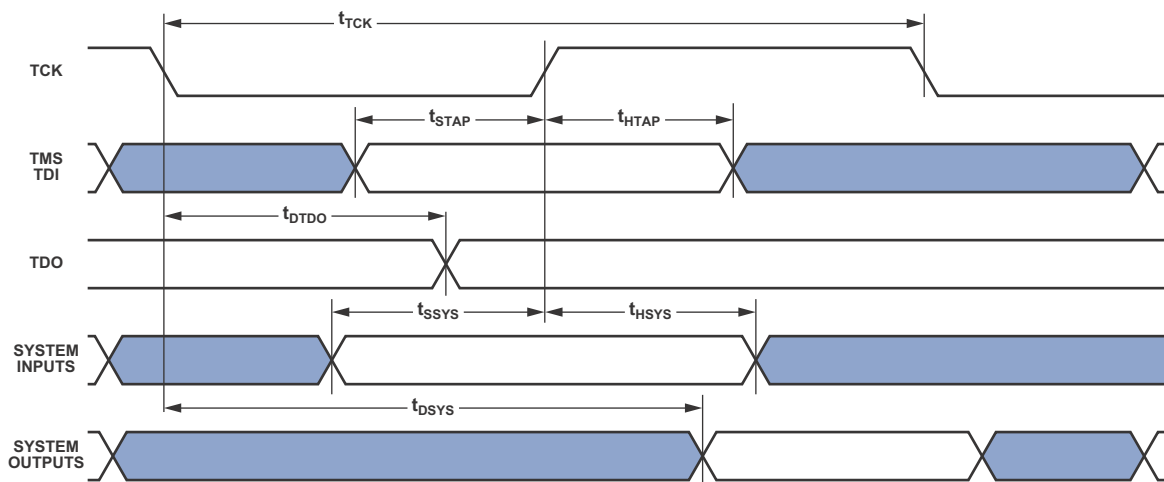 tTCK
TCK
tSTAP
tHTAP
TMS
TDI
tDTDO
TDO
tSSYS
tHSYS
SYSTEM
INPUTS
tDSYS
SYSTEM
OUTPUTS